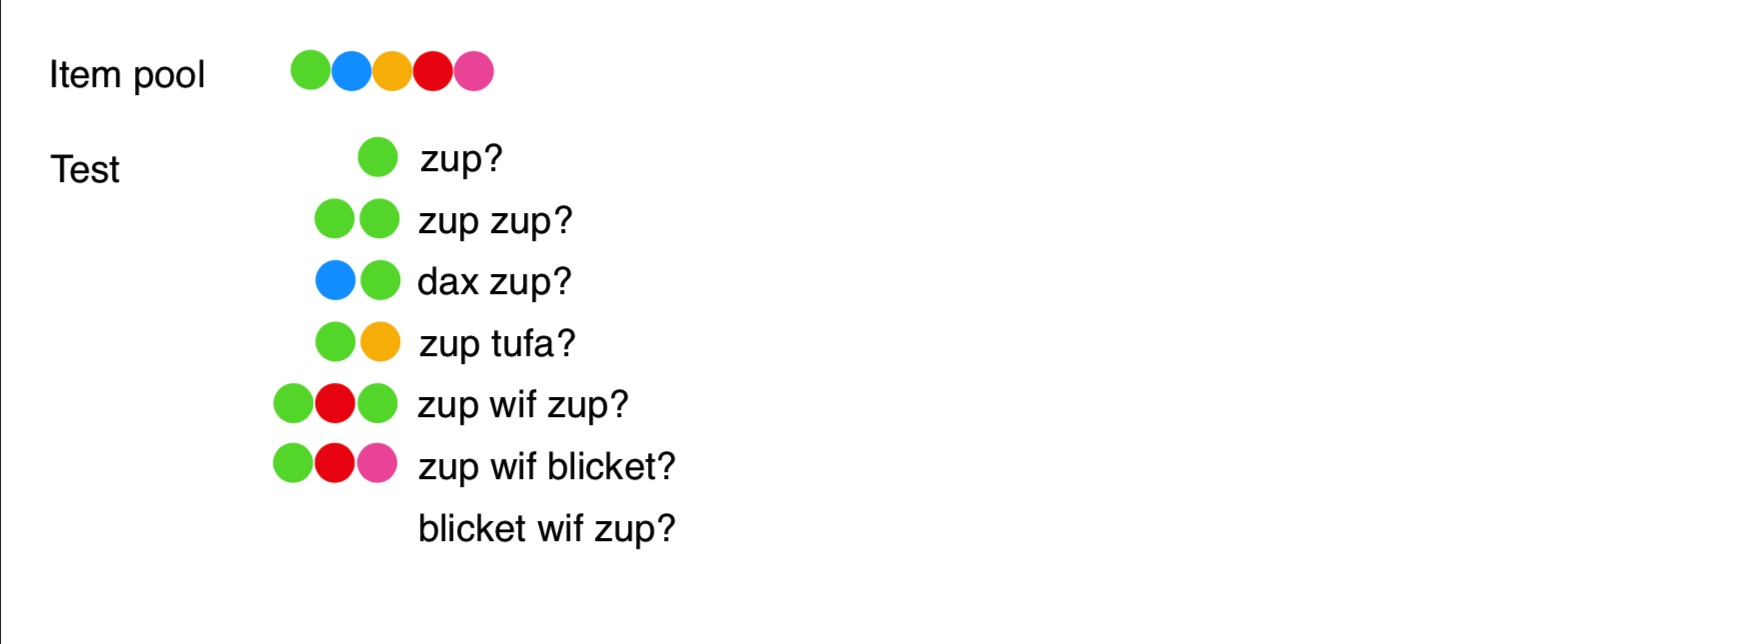 Item pool
Test
zup?
zup zup?
dax zup?
zup tufa?
zup wif zup?
zup wif blicket?
blicket wif zup?